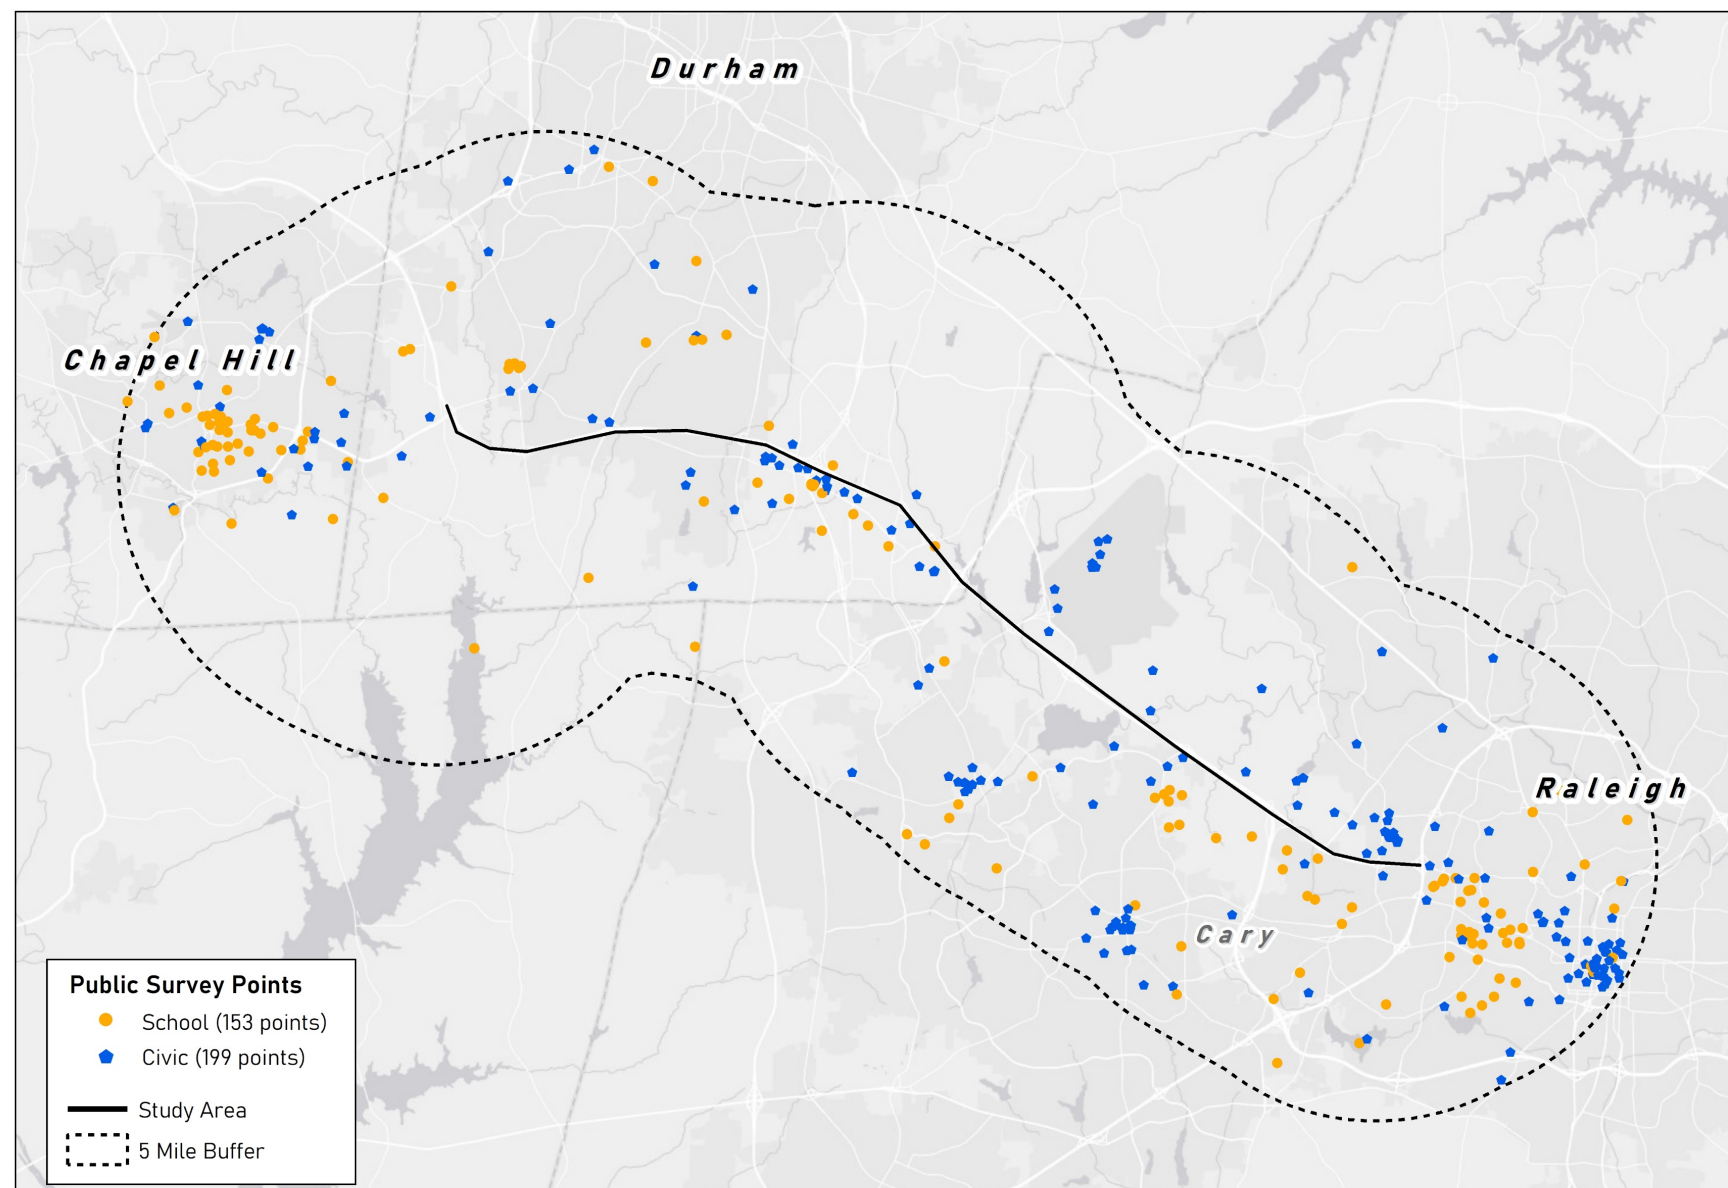 Durham
Chapel Hill
Raleigh
Cary
Public Survey Points
School (153 points)
Civic (199 points)
Study Area
5 Mile Buffer